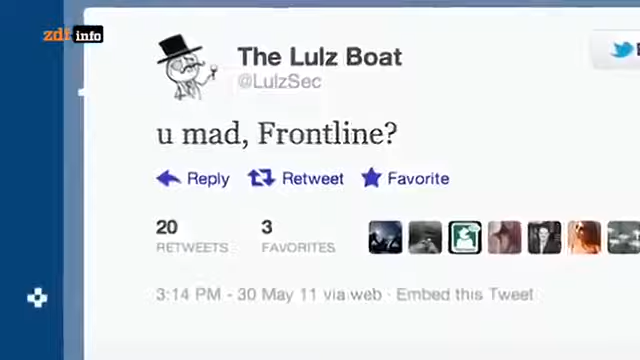 zdf info
The Lulz Boat
@LulzSec
u mad, Frontline?
Reply Retweet Favorite
20 3
RETWEETS FAVORITES
3:14 PM - 30 May 11 via web · Embed this Tweet